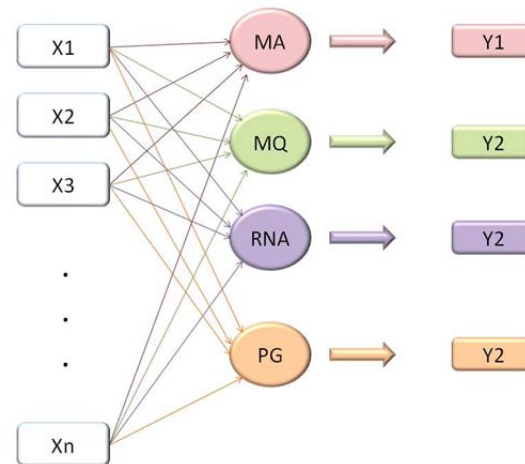 X1
MA
Y1
X2
MQ
Y2
X3
RNA
Y2
.
.
.
PG
Y2
Xn